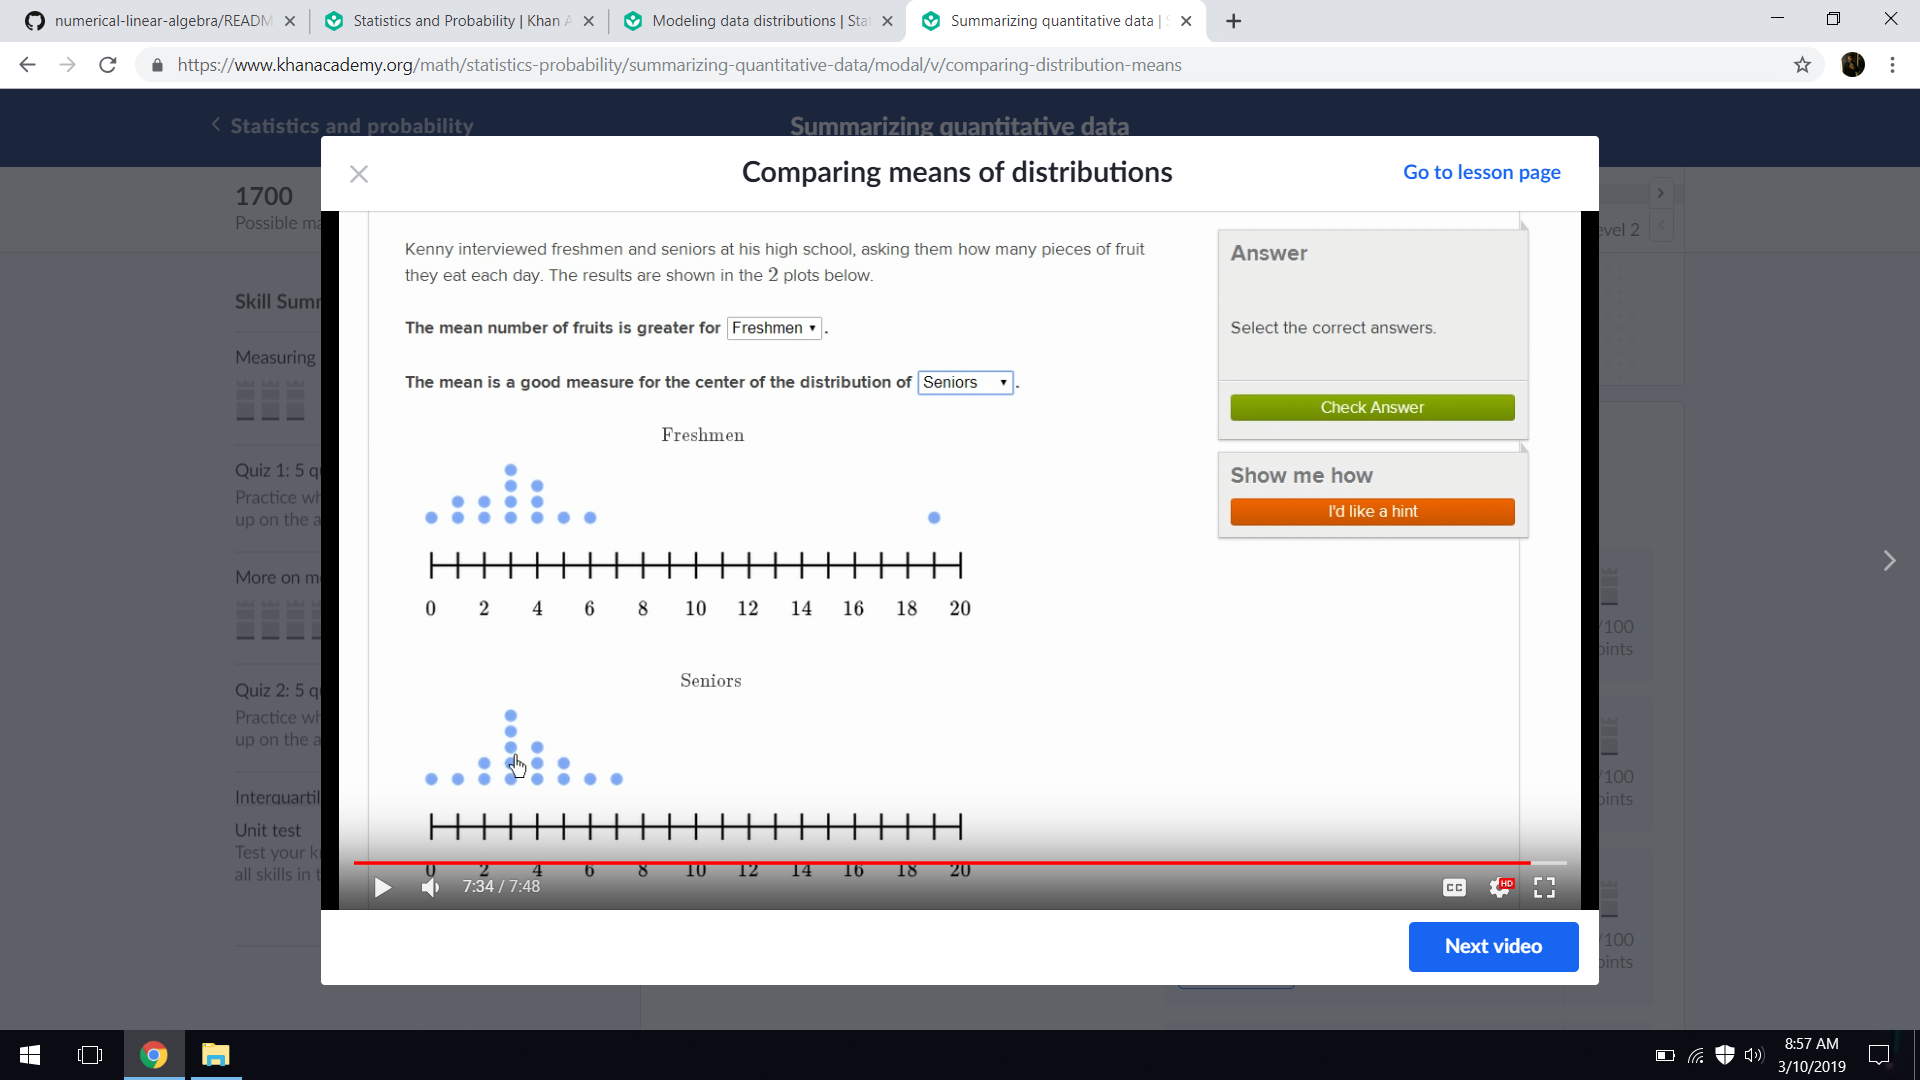 numerical-linear-algebra/READM
Statistics and Probability | Khan A
Modeling data distributions | Stat
Summarizing quantitative data | S
https://www.khanacademy.org/math/statistics-probability/summarizing-quantitative-data/modal/v/comparing-distribution-means
Statistics and probability
Summarizing quantitative data
Comparing means of distributions
Go to lesson page
1700
Possible ma
evel 2
Skill Summ
Measuring
Quiz 1: 5 qu
Practice wh
up on the a
More on me
Quiz 2: 5 qu
Practice wh
up on the a
Interquartil
Unit test
Test your kn
all skills in t
Kenny interviewed freshmen and seniors at his high school, asking them how many pieces of fruit
they eat each day. The results are shown in the 2 plots below.
The mean number of fruits is greater for Freshmen .
The mean is a good measure for the center of the distribution of Seniors .
Freshmen
0 2 4 6 8 10 12 14 16 18 20
Seniors
0 2 4 6 8 10 12 14 16 18 20
Answer
Select the correct answers.
Check Answer
Show me how
I'd like a hint
7:34 / 7:48
CC
HD
/100
oints
/100
oints
/100
oints
Next video
8:57 AM
3/10/2019